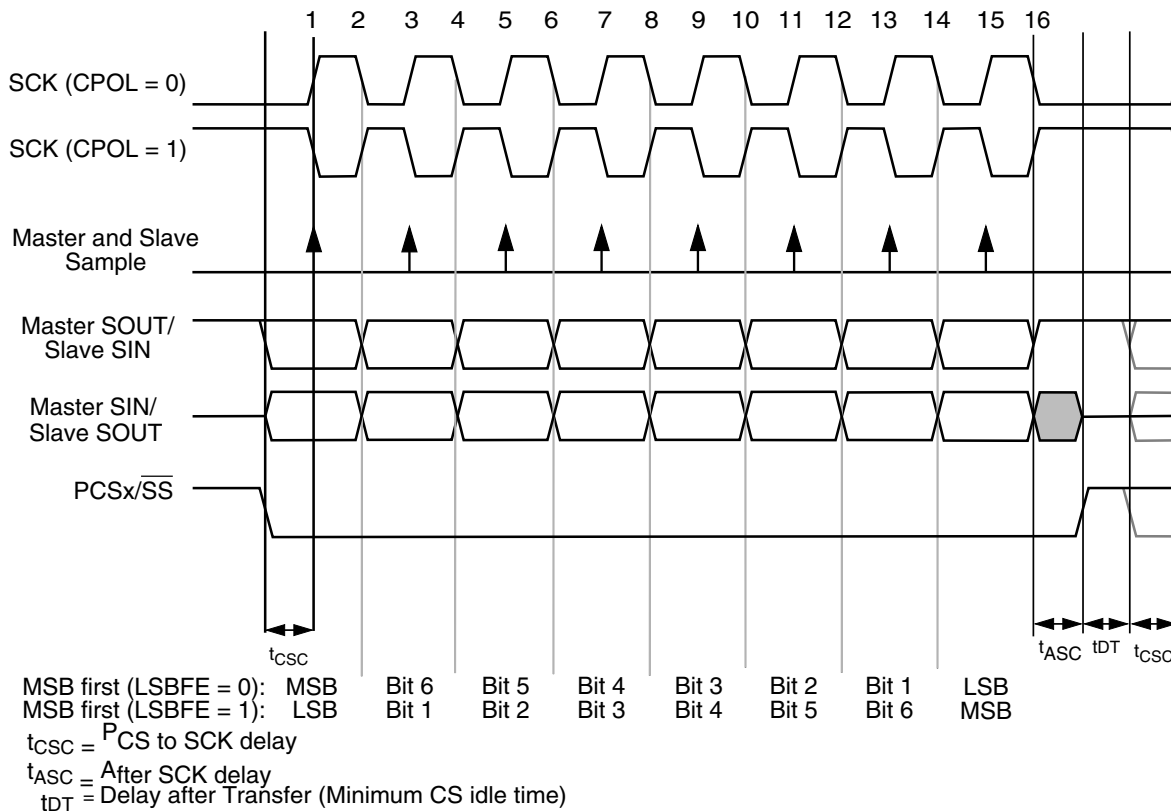 1 2 3 4 5 6 7 8 9 10 11 12 13 14 15 16
SCK (CPOL = 0)
SCK (CPOL = 1)
Master and Slave
Sample
Master SOUT/
Slave SIN
Master SIN/
Slave SOUT
PCSx/SS
tCSC
tASC tDT tCSC
MSB first (LSBFE = 0): MSB Bit 6 Bit 5 Bit 4 Bit 3 Bit 2 Bit 1 LSB
MSB first (LSBFE = 1): LSB Bit 1 Bit 2 Bit 3 Bit 4 Bit 5 Bit 6 MSB
tCSC = PCS to SCK delay
tASC = After SCK delay
tDT = Delay after Transfer (Minimum CS idle time)